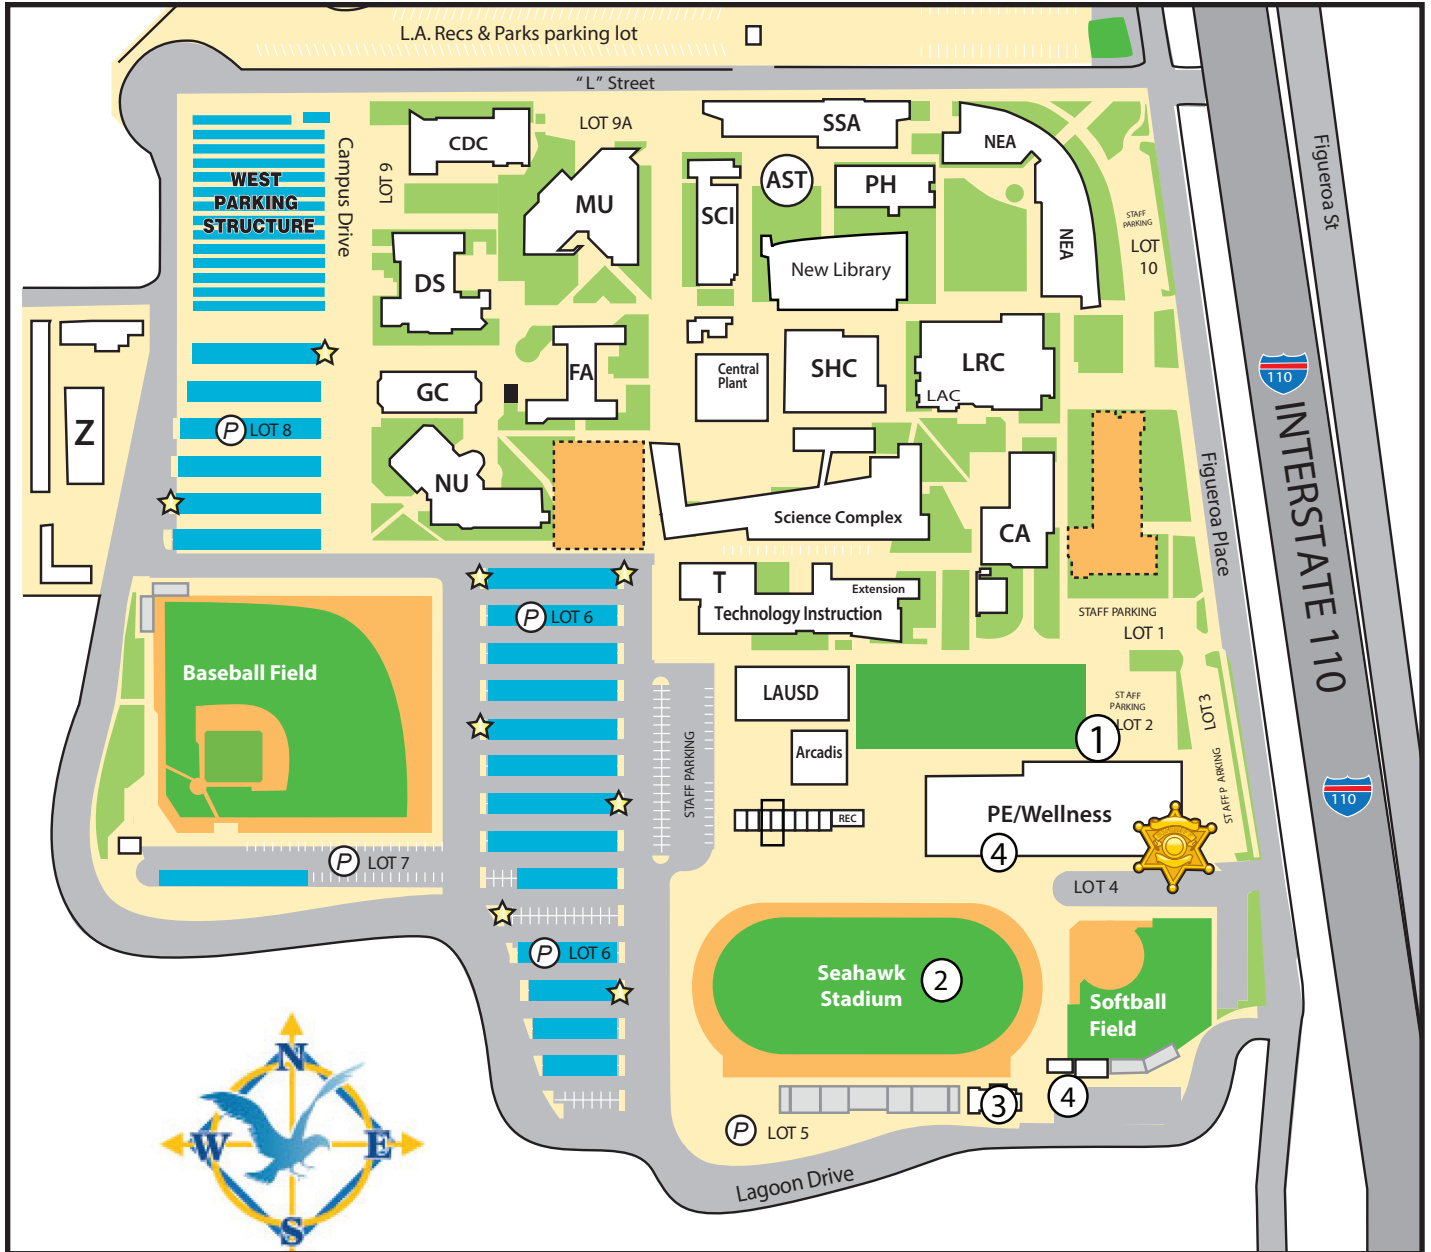 L.A. Recs & Parks parking lot
"L" Street
Figueroa St
WEST
PARKING
STRUCTURE
Campus Drive
LOT 9
CDC
LOT 9A
MU
SSA
NEA
AST
PH
SCI
NEA
New Library
STAFF
PARKING
LOT
10
DS
FA
GC
Central
Plant
SHC
LRC
LAC
110
INTERSTATE 110
Z
P LOT 8
NU
Science Complex
CA
Figueroa Place
T
Extension
Technology Instruction
P LOT 6
STAFF PARKING
LOT 1
Baseball Field
LAUSD
STAFF
PARKING
LOT 2
LOT 3
1
Arcadis
STAFF PARKING
STAFF PARKING
110
REC
PE/Wellness
4
P LOT 7
LOT 4
P LOT 6
Seahawk
Stadium
2
Softball
Field
3
4
P LOT 5
Lagoon Drive
N
W
E
S